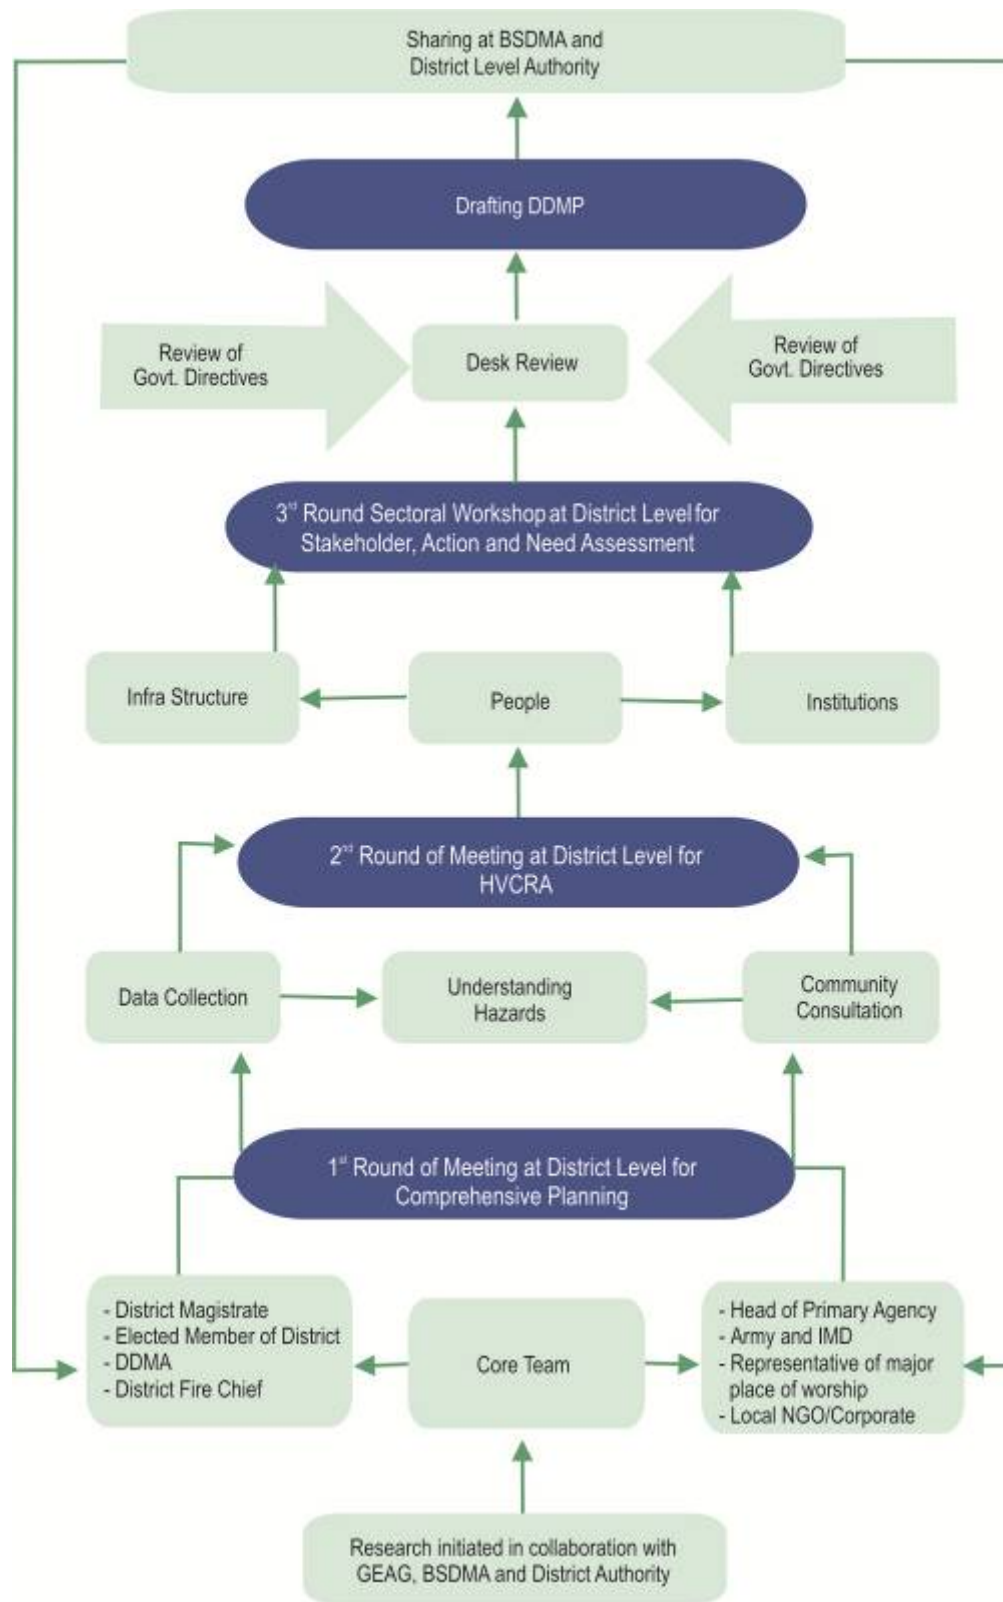 Sharing at BSDMA and
District Level Authority
Drafting DDMP
Review of
Govt. Directives
Desk Review
Review of
Govt. Directives
3rd Round Sectoral Workshop at District Level for
Stakeholder, Action and Need Assessment
Infra Structure
People
Institutions
2nd Round of Meeting at District Level for
HVCRA
Data Collection
Understanding
Hazards
Community
Consultation
1st Round of Meeting at District Level for
Comprehensive Planning
- District Magistrate
- Elected Member of District
- DDMA
- District Fire Chief
Core Team
- Head of Primary Agency
- Army and IMD
- Representative of major
place of worship
- Local NGO/Corporate
Research initiated in collaboration with
GEAG, BSDMA and District Authority